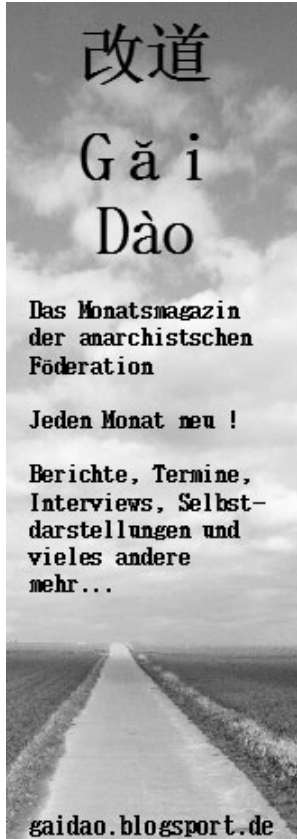 改道
Gǎi
Dào
Das Monatsmagazin
der anarchistschen
Föderation
Jeden Monat neu !
Berichte, Termine,
Interviews, Selbst-
darstellungen und
vieles andere
mehr...
gaidao.blogsport.de